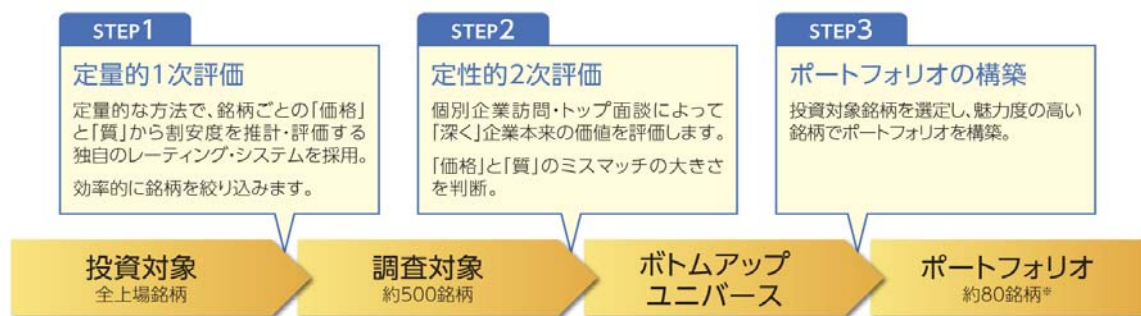 STEP1
定量的1次評価
定量的な方法で、銘柄ごとの「価格」
と「質」から割安度を推計・評価する
独自のレーティング・システムを採用。
効率的に銘柄を絞り込みます。
STEP2
定性的2次評価
個別企業訪問・トップ面談によって
「深く」企業本来の価値を評価します。
「価格」と「質」のミスマッチの大きさ
を判断。
STEP3
ポートフォリオの構築
投資対象銘柄を選定し、魅力度の高い
銘柄でポートフォリオを構築。
投資対象
全上場銘柄
調査対象
約500銘柄
ボトムアップ
ユニバース
ポートフォリオ
約80銘柄※